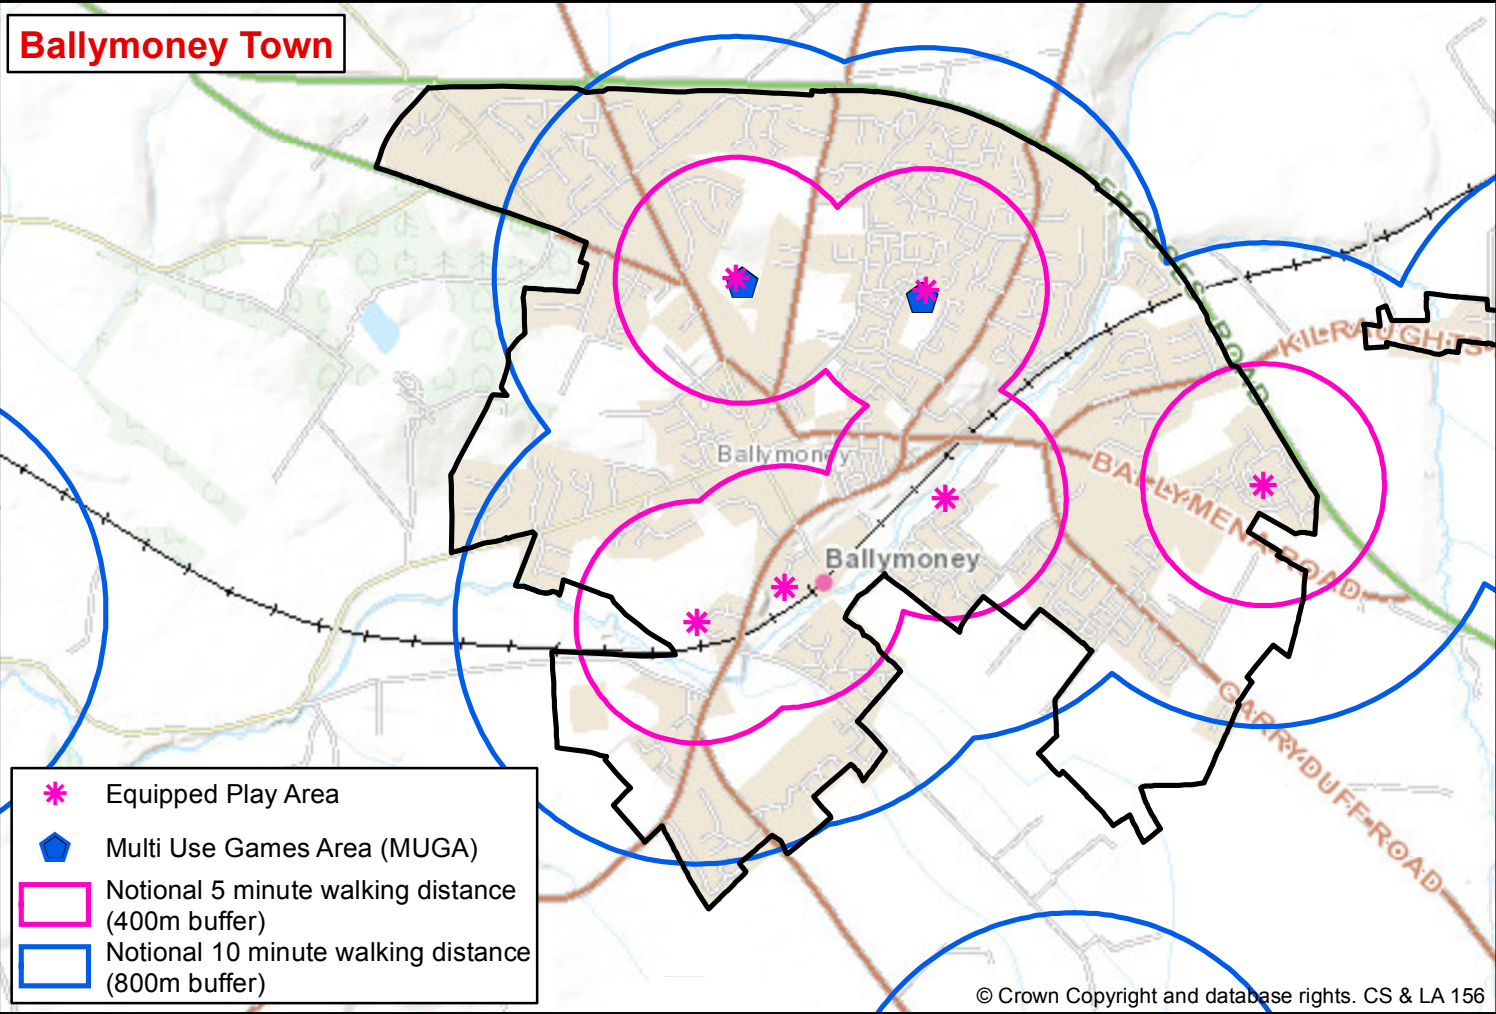 Ballymoney Town
FROSSES ROAD
KILRAUGHTS
Ballymoney
BALLYMENA ROAD
Ballymoney
GARRYDUFF ROAD
Equipped Play Area
Multi Use Games Area (MUGA)
Notional 5 minute walking distance
(400m buffer)
Notional 10 minute walking distance
(800m buffer)
© Crown Copyright and database rights. CS & LA 156